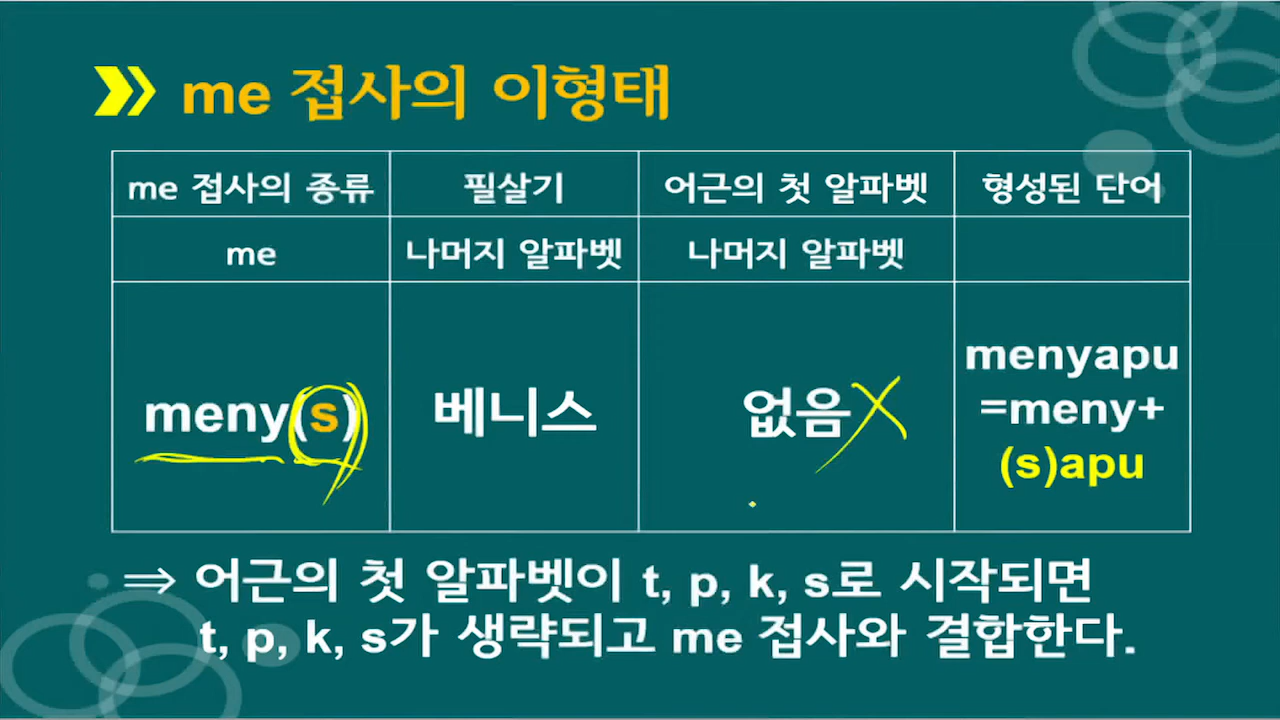 me 접사의 이형태
me 접사의 종류 필살기 어근의 첫 알파벳 형성된 단어
me 나머지 알파벳 나머지 알파벳
meny(s) 베니스 없음 menyapu
=meny+
(s)apu
⇒ 어근의 첫 알파벳이 t, p, k, s로 시작되면
t, p, k, s가 생략되고 me 접사와 결합한다.